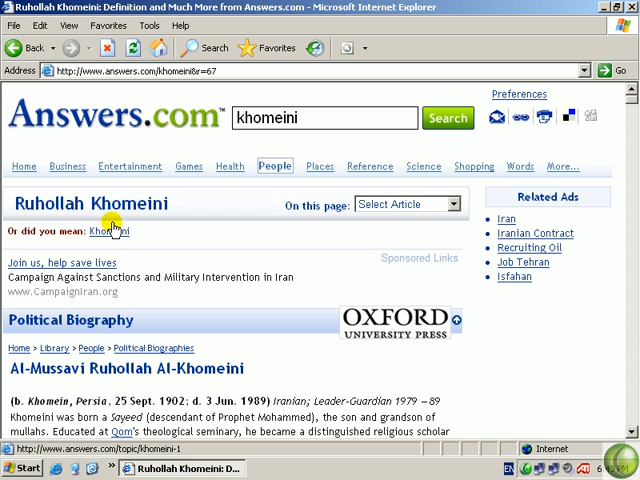 Ruhollah Khomeini: Definition and Much More from Answers.com - Microsoft Internet Explorer
File Edit View Favorites Tools Help
Back Search Favorites
Address http://www.answers.com/khomeini&r=67 Go
Preferences
Answers.com™ khomeini Search
Home Business Entertainment Games Health People Places Reference Science Shopping Words More...
Ruhollah Khomeini On this page: Select Article
Or did you mean:
Related Ads
Iran
Iranian Contract
Recruiting Oil
Job Tehran
Isfahan
Join us, help save lives Sponsored Links
Campaign Against Sanctions and Military Intervention in Iran
www.CampaignIran.org
Political Biography OXFORD
UNIVERSITY PRESS
Home > Library > People > Political Biographies
Al-Mussavi Ruhollah Al-Khomeini
(b. Khomein, Persia, 25 Sept. 1902; d. 3 Jun. 1989) Iranian; Leader-Guardian 1979 –89
Khomeini was born a Sayeed (descendant of Prophet Mohammed), the son and grandson of
mullahs. Educated at Qom's theological seminary, he became a distinguished religious scholar
http://www.answers.com/topic/khomeini-1 Internet
Start » Ruhollah Khomeini: D... EN